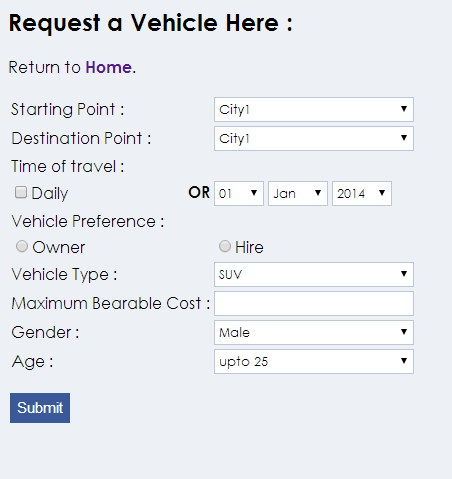 Request a Vehicle Here :
Return to Home.
Starting Point : City1
Destination Point : City1
Time of travel :
Daily OR 01 Jan 2014
Vehicle Preference :
Owner Hire
Vehicle Type : SUV
Maximum Bearable Cost :
Gender : Male
Age : upto 25
Submit